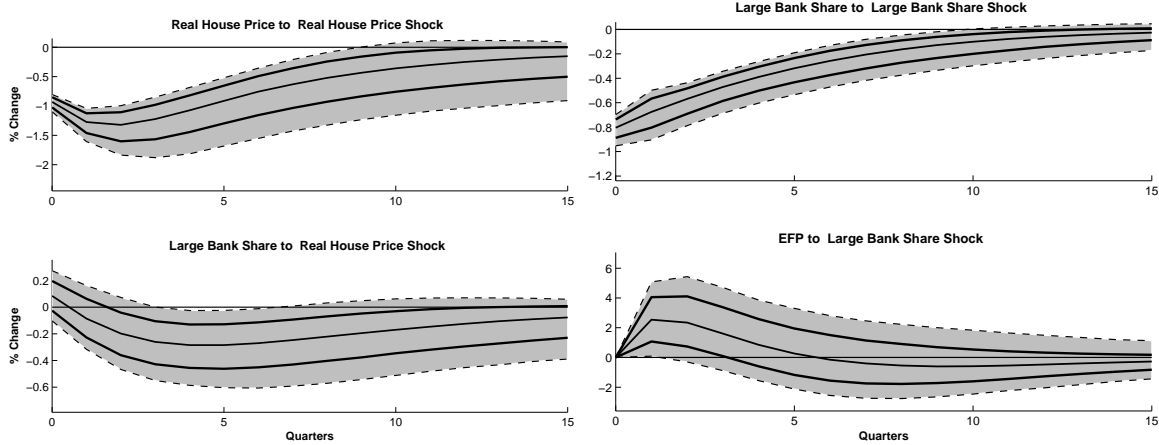 Real House Price to Real House Price Shock
0
−0.5
−1
−1.5
−2
% Change
0 5 10 15
Large Bank Share to Large Bank Share Shock
0
−0.2
−0.4
−0.6
−0.8
−1
−1.2
0 5 10 15
Large Bank Share to Real House Price Shock
0.2
0
−0.2
−0.4
−0.6
% Change
0 5 10 15
Quarters
EFP to Large Bank Share Shock
6
4
2
0
−2
0 5 10 15
Quarters